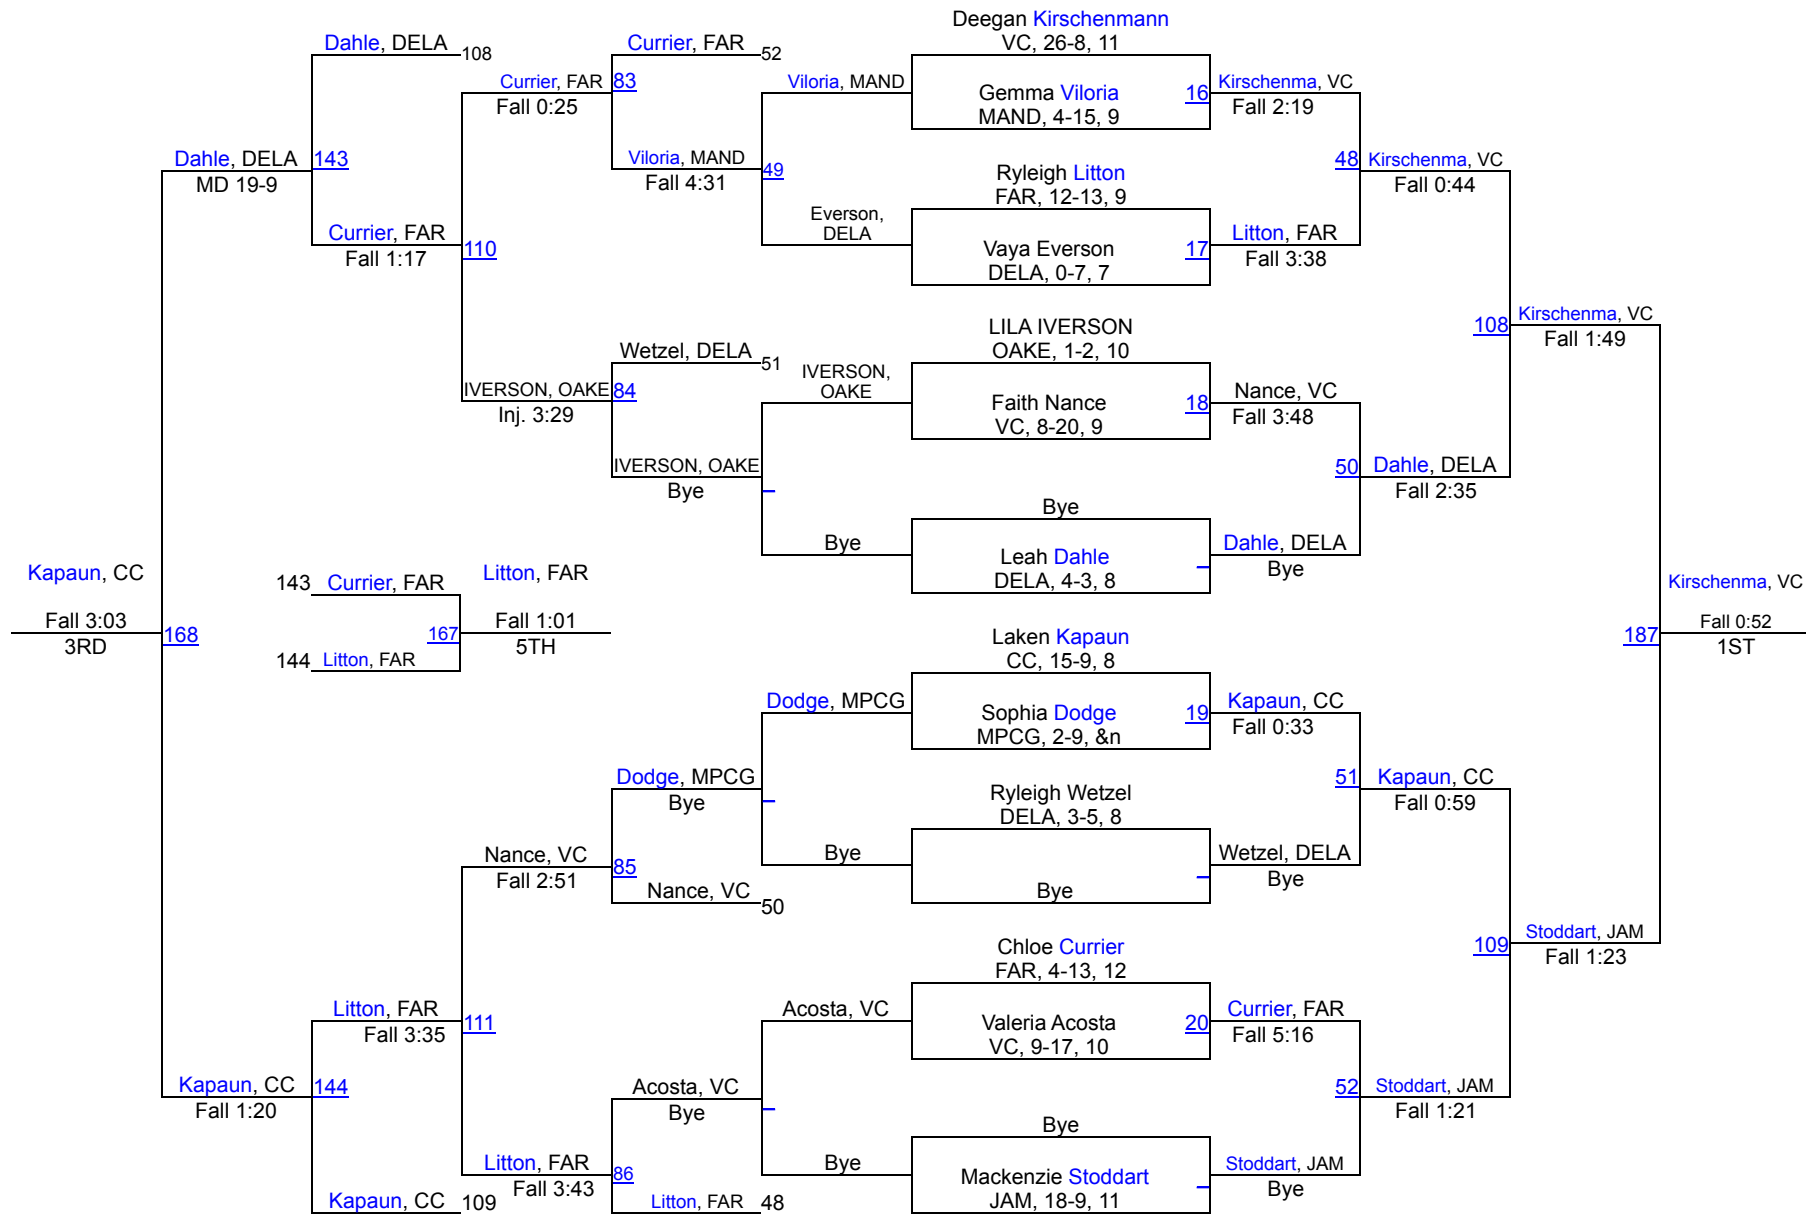 Deegan Kirschenmann
VC, 26-8, 11
Dahle, DELA
108
Currier, FAR
52
Currier, FAR
83
Fall 0:25
Viloria, MAND
Gemma Viloria
MAND, 4-15, 9
16
Kirschenma, VC
Fall 2:19
Dahle, DELA
143
MD 19-9
Viloria, MAND
Fall 4:31
49
Ryleigh Litton
FAR, 12-13, 9
48
Kirschenma, VC
Fall 0:44
Currier, FAR
Fall 1:17
110
Everson,
DELA
Vaya Everson
DELA, 0-7, 7
17
Litton, FAR
Fall 3:38
LILA IVERSON
OAKE, 1-2, 10
108
Kirschenma, VC
Fall 1:49
Wetzel, DELA
51
IVERSON, OAKE
84
Inj. 3:29
IVERSON,
OAKE
Faith Nance
VC, 8-20, 9
18
Nance, VC
Fall 3:48
IVERSON, OAKE
Bye
50
Dahle, DELA
Fall 2:35
Bye
Bye
Leah Dahle
DELA, 4-3, 8
Dahle, DELA
Bye
Kapaun, CC
Fall 3:03
3RD
168
143
Currier, FAR
Litton, FAR
167
Fall 1:01
5TH
144
Litton, FAR
Kirschenma, VC
187
Fall 0:52
1ST
Laken Kapaun
CC, 15-9, 8
Dodge, MPCG
Sophia Dodge
MPCG, 2-9, &n
19
Kapaun, CC
Fall 0:33
Dodge, MPCG
Bye
Ryleigh Wetzel
DELA, 3-5, 8
51
Kapaun, CC
Fall 0:59
Nance, VC
Fall 2:51
85
Nance, VC
50
Bye
Bye
Wetzel, DELA
Bye
Chloe Currier
FAR, 4-13, 12
109
Stoddart, JAM
Fall 1:23
Litton, FAR
Fall 3:35
111
Acosta, VC
Valeria Acosta
VC, 9-17, 10
20
Currier, FAR
Fall 5:16
Kapaun, CC
144
Fall 1:20
Acosta, VC
Bye
52
Stoddart, JAM
Fall 1:21
Bye
Litton, FAR
Fall 3:43
86
Bye
Mackenzie Stoddart
JAM, 18-9, 11
Stoddart, JAM
Bye
Kapaun, CC
109
Litton, FAR
48